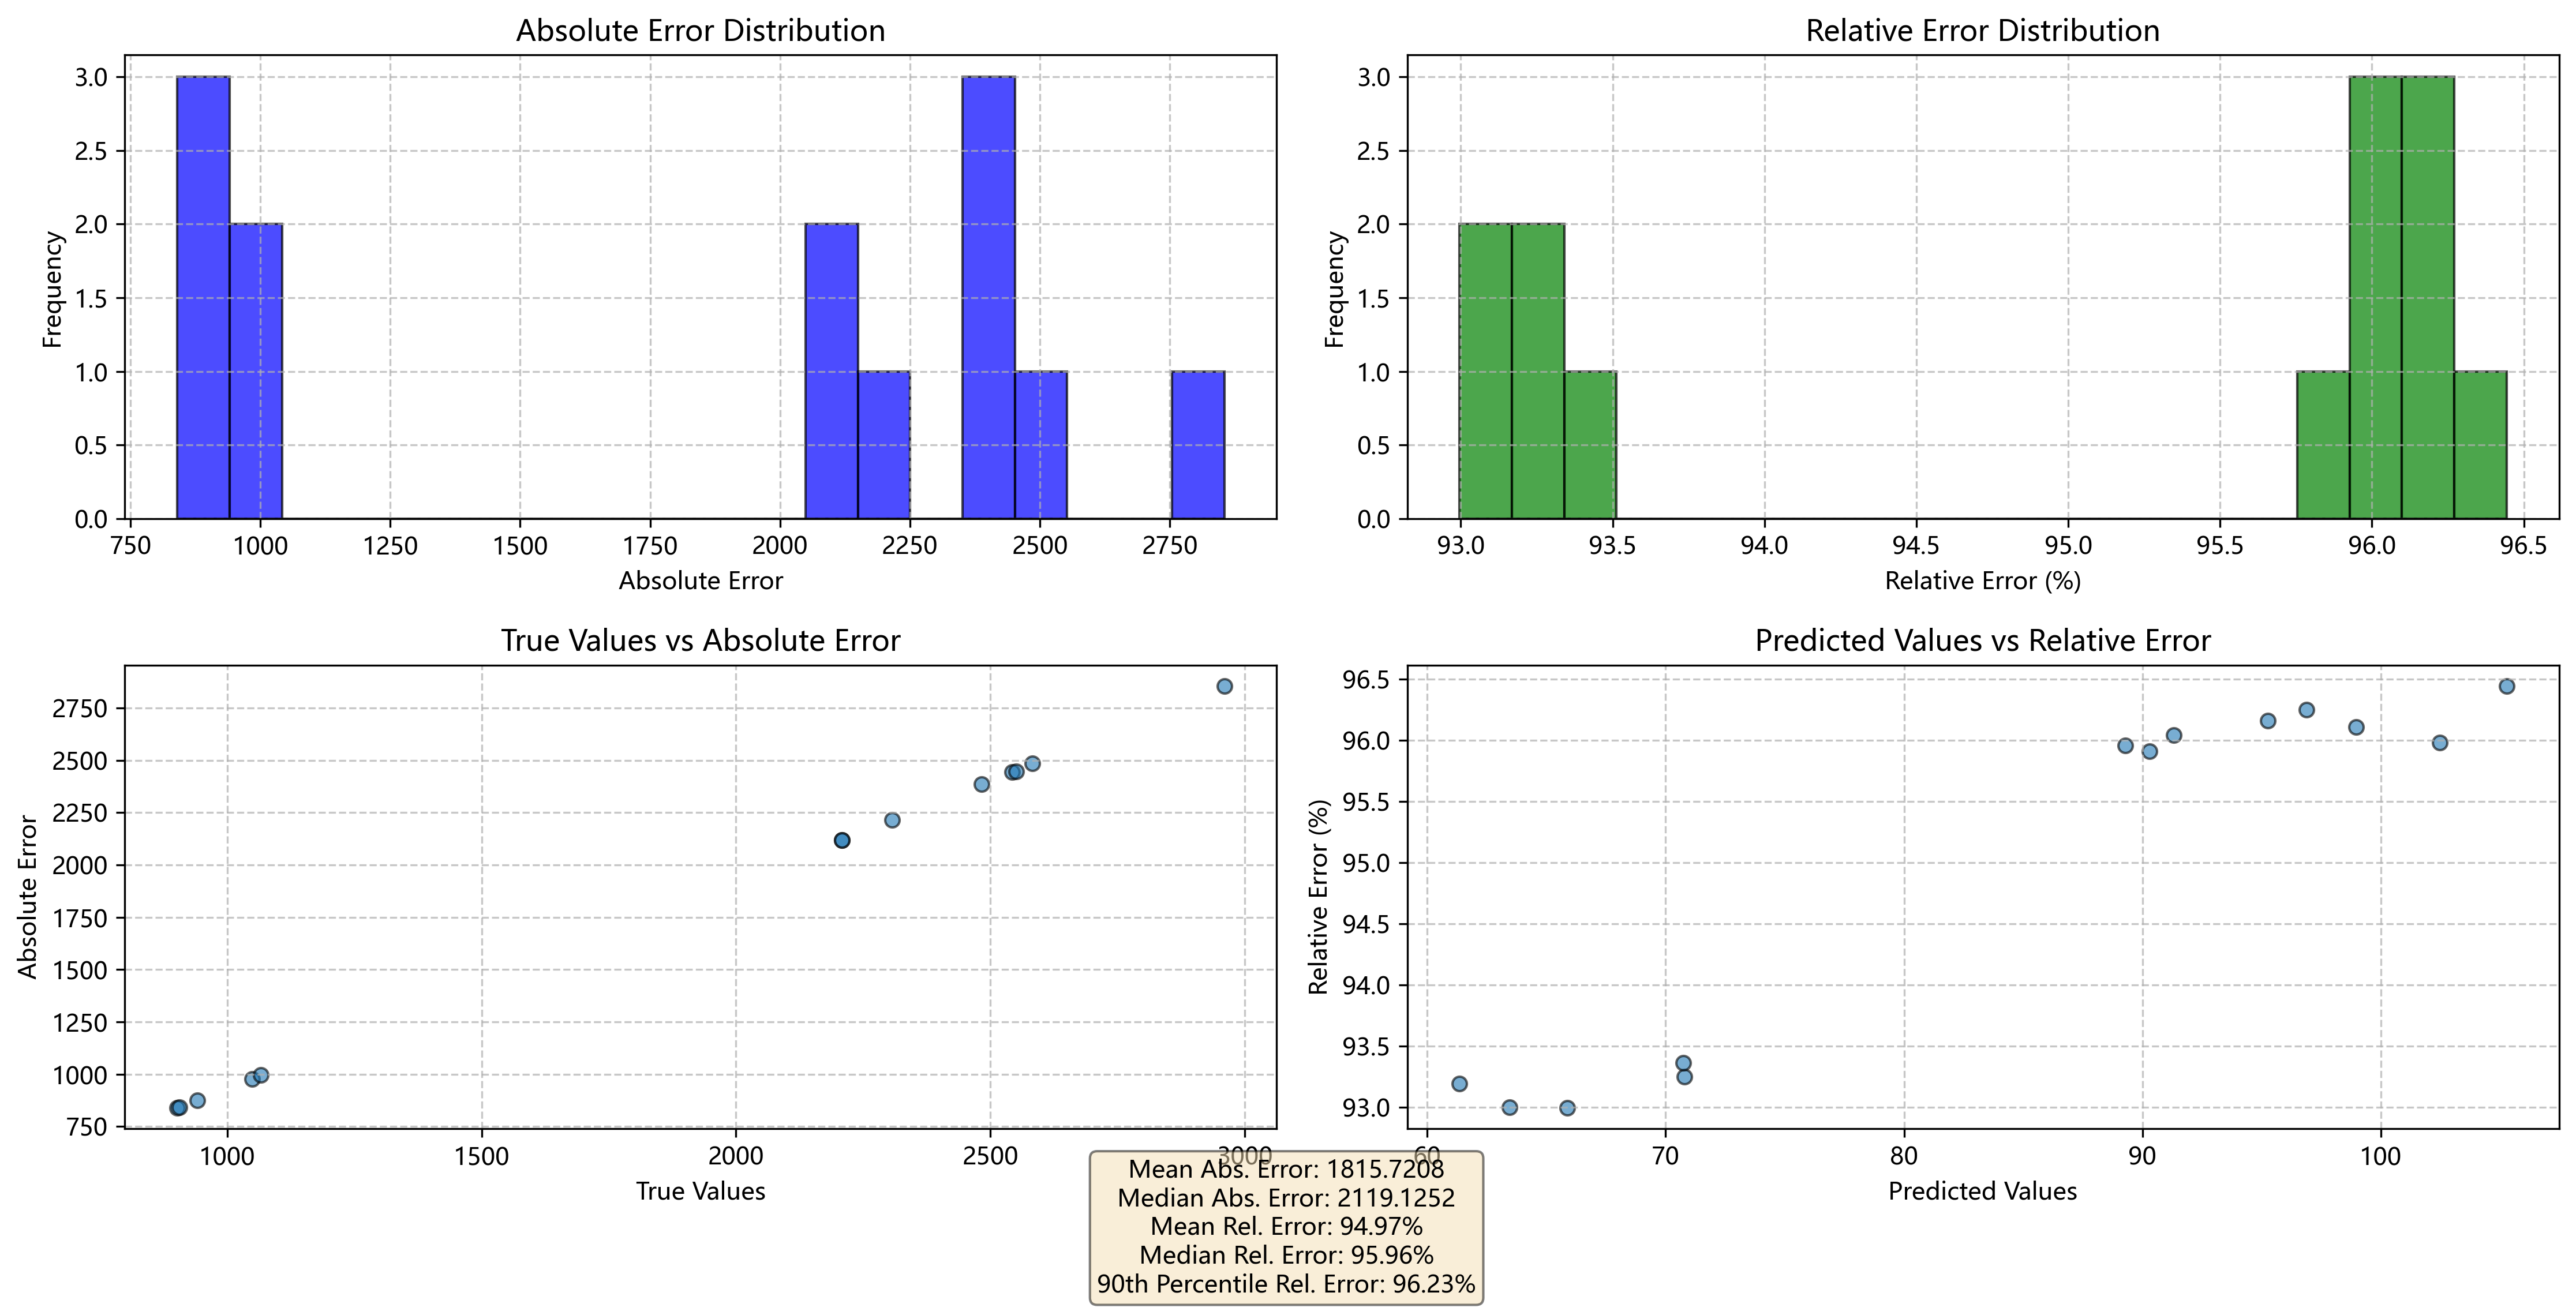 Absolute Error Distribution
3.0
2.5
2.0
1.5
1.0
0.5
0.0
Frequency
750 1000 1250 1500 1750 2000 2250 2500 2750
Absolute Error
Relative Error Distribution
3.0
2.5
2.0
1.5
1.0
0.5
0.0
Frequency
93.0 93.5 94.0 94.5 95.0 95.5 96.0 96.5
Relative Error (%)
True Values vs Absolute Error
2750
2500
2250
2000
1750
1500
1250
1000
750
Absolute Error
1000 1500 2000 2500 3000
True Values
Predicted Values vs Relative Error
96.5
96.0
95.5
95.0
94.5
94.0
93.5
93.0
Relative Error (%)
60 70 80 90 100
Predicted Values
Mean Abs. Error: 1815.7208
Median Abs. Error: 2119.1252
Mean Rel. Error: 94.97%
Median Rel. Error: 95.96%
90th Percentile Rel. Error: 96.23%